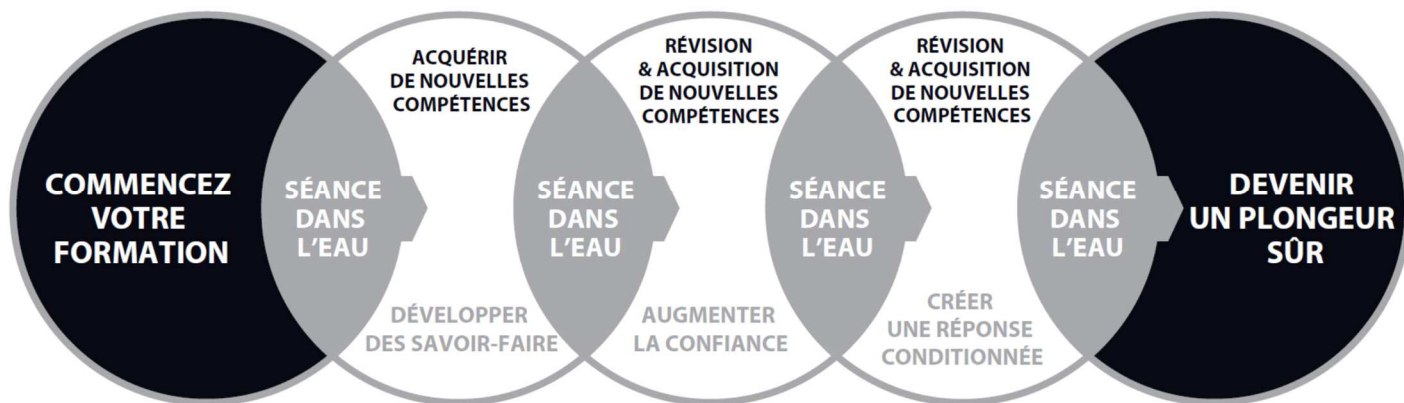 COMMENCEZ
VOTRE
FORMATION
SÉANCE
DANS
L'EAU
ACQUÉRIR
DE NOUVELLES
COMPÉTENCES
DÉVELOPPER
DES SAVOIR-FAIRE
SÉANCE
DANS
L'EAU
RÉVISION
& ACQUISITION
DE NOUVELLES
COMPÉTENCES
AUGMENTER
LA CONFIANCE
SÉANCE
DANS
L'EAU
RÉVISION
& ACQUISITION
DE NOUVELLES
COMPÉTENCES
CRÉER
UNE RÉPONSE
CONDITIONNÉE
SÉANCE
DANS
L'EAU
DEVENIR
UN PLONGEUR
SÛR